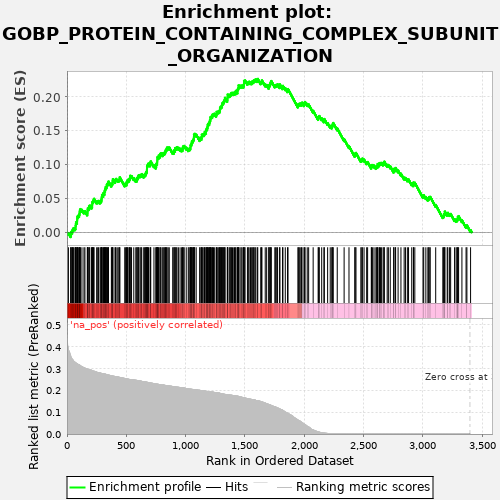 Enrichment plot:
GOBP_PROTEIN_CONTAINING_COMPLEX_SUBUNIT
_ORGANIZATION
Enrichment score (ES)
0.20
0.15
0.10
0.05
0.00
Ranked list metric (PreRanked)
0.5
0.4
0.3
0.2
0.1
0.0
'na_pos' (positively correlated)
Zero cross at
0
500
1,000
1,500
2,000
2,500
3,000
3,500
Rank in Ordered Dataset
Enrichment profile
Hits
Ranking metric scores